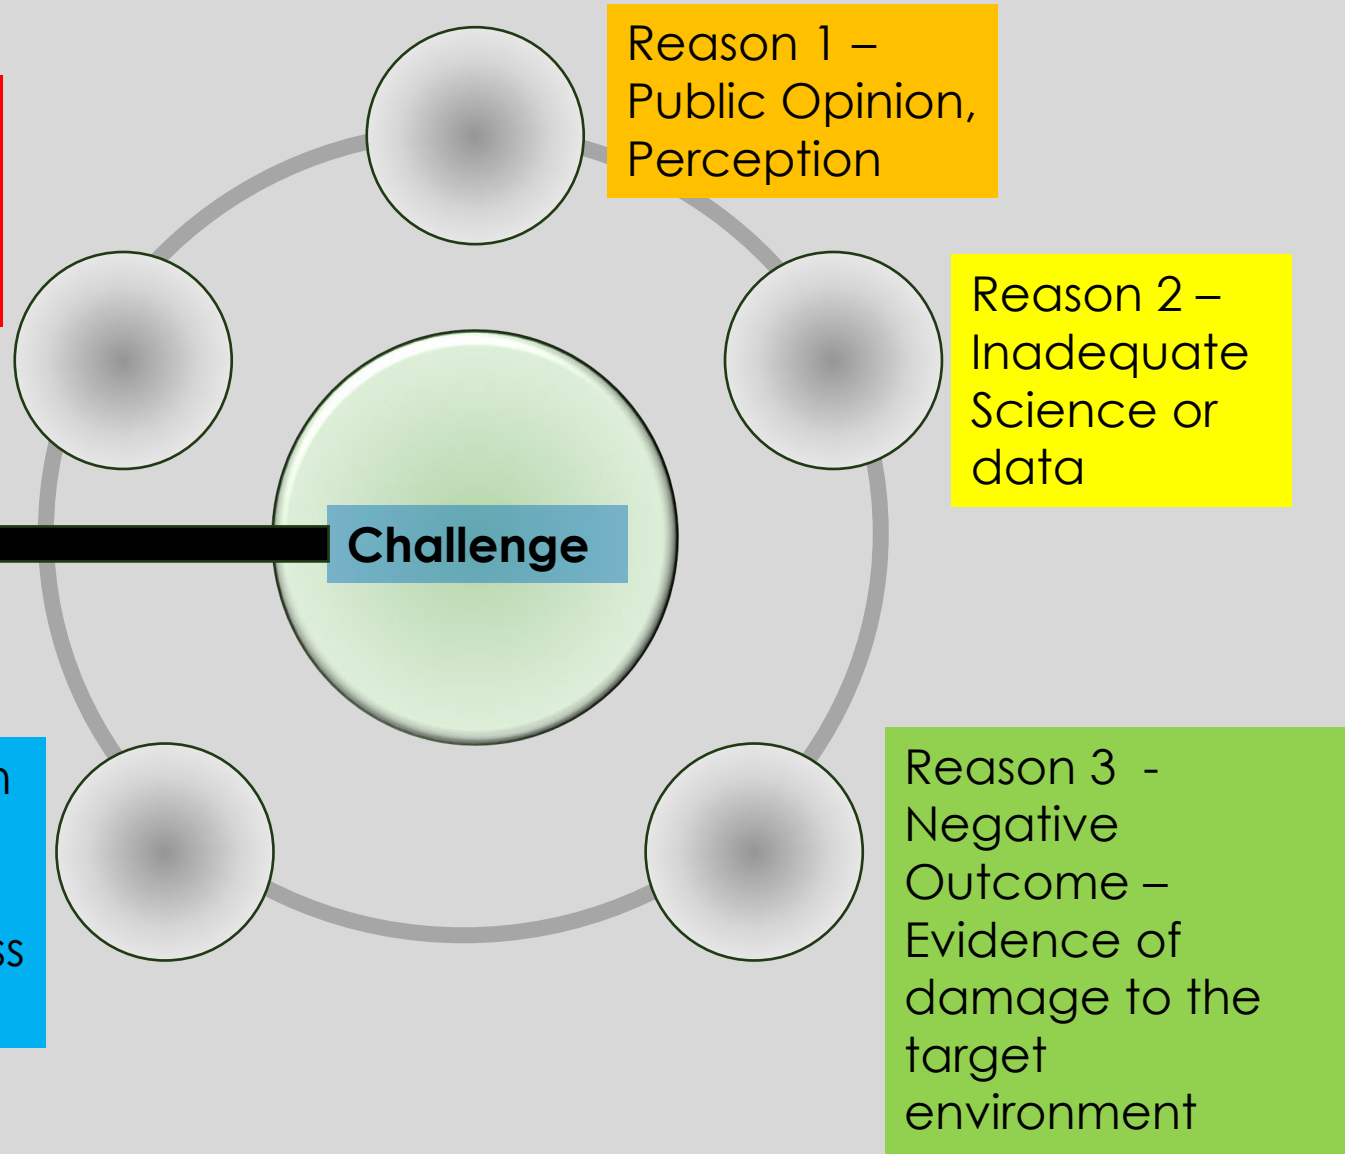 Reason 1 –
Public Opinion,
Perception
Reason 2 –
Inadequate
Science or
data
Challenge
Reason 3  -
Negative
Outcome –
Evidence of
damage to the
target
environment